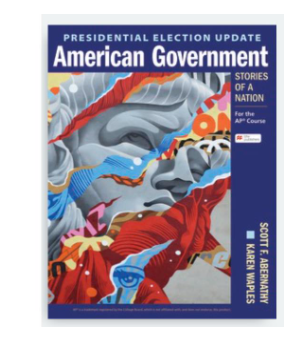 PRESIDENTIAL ELECTION UPDATE
American Government
STORIES
OF A
NATION
For the
AP® Course
SCOTT F. ABERNATHY
KAREN WAPLES